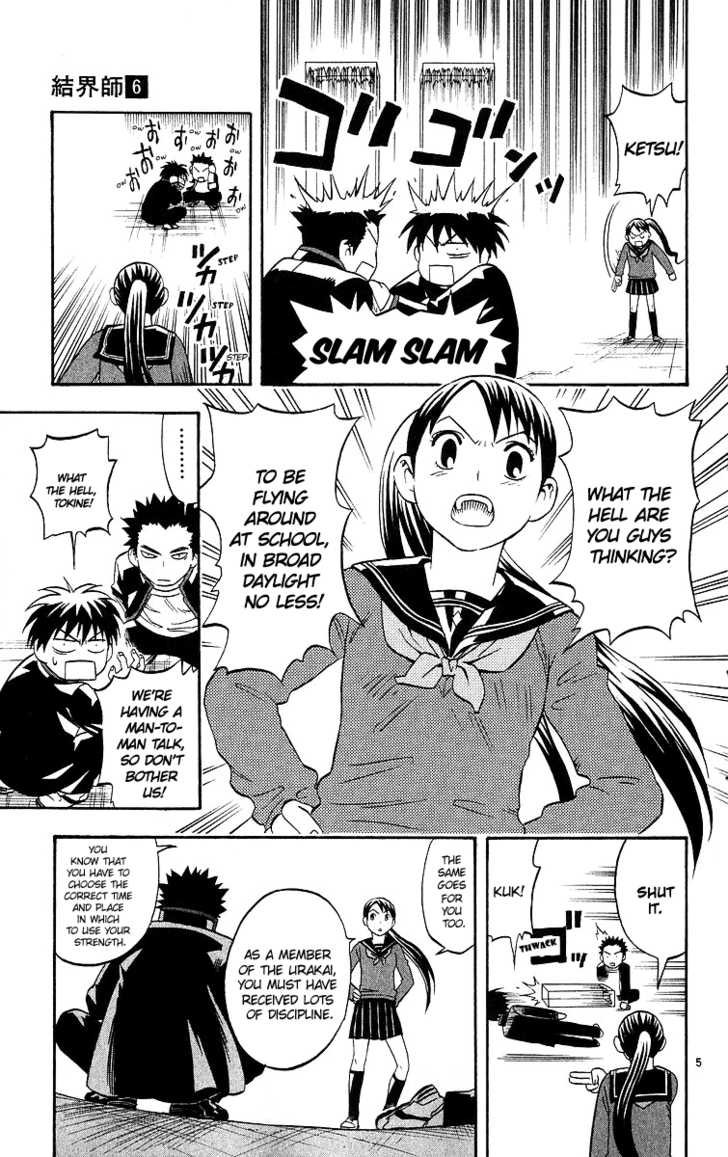 結界師 6
KETSU!
ゴゴゴンッ
SLAM SLAM
おおおおおお
OW
OW
OW
OW
OW
OW
ツカツカツカ
STEP
STEP
STEP
WHAT THE
HELL ARE
YOU GUYS
THINKING?
TO BE
FLYING
AROUND
AT SCHOOL,
IN BROAD
DAYLIGHT
NO LESS!
........
WHAT
THE HELL,
TOKINE!
WE'RE
HAVING A
MAN-TO-
MAN TALK,
SO DON'T
BOTHER
US!
SHUT
IT.
KUK!
THWACK
THE
SAME
GOES
FOR
YOU
TOO.
AS A MEMBER
OF THE URAKAI,
YOU MUST HAVE
RECEIVED LOTS
OF DISCIPLINE.
YOU
KNOW THAT
YOU HAVE TO
CHOOSE THE
CORRECT TIME
AND PLACE
IN WHICH
TO USE YOUR
STRENGTH.
5